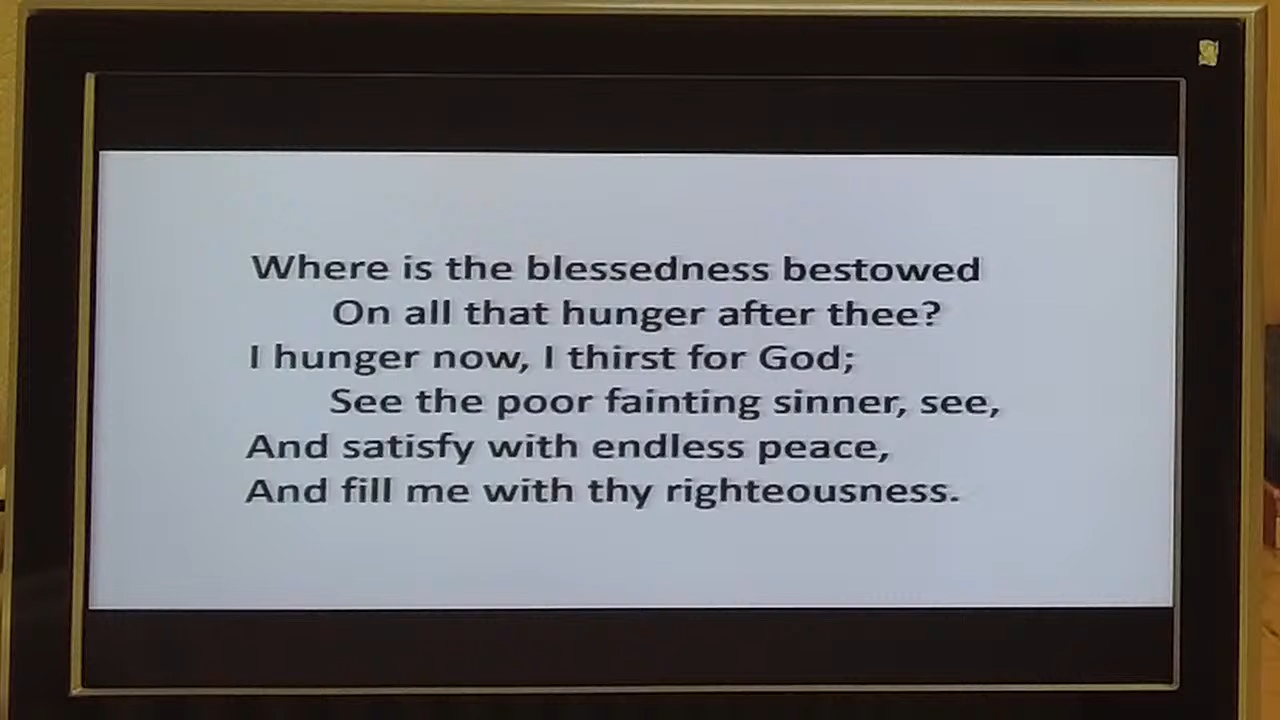 Where is the blessedness bestowed
On all that hunger after thee?
I hunger now, I thirst for God;
See the poor fainting sinner, see,
And satisfy with endless peace,
And fill me with thy righteousness.